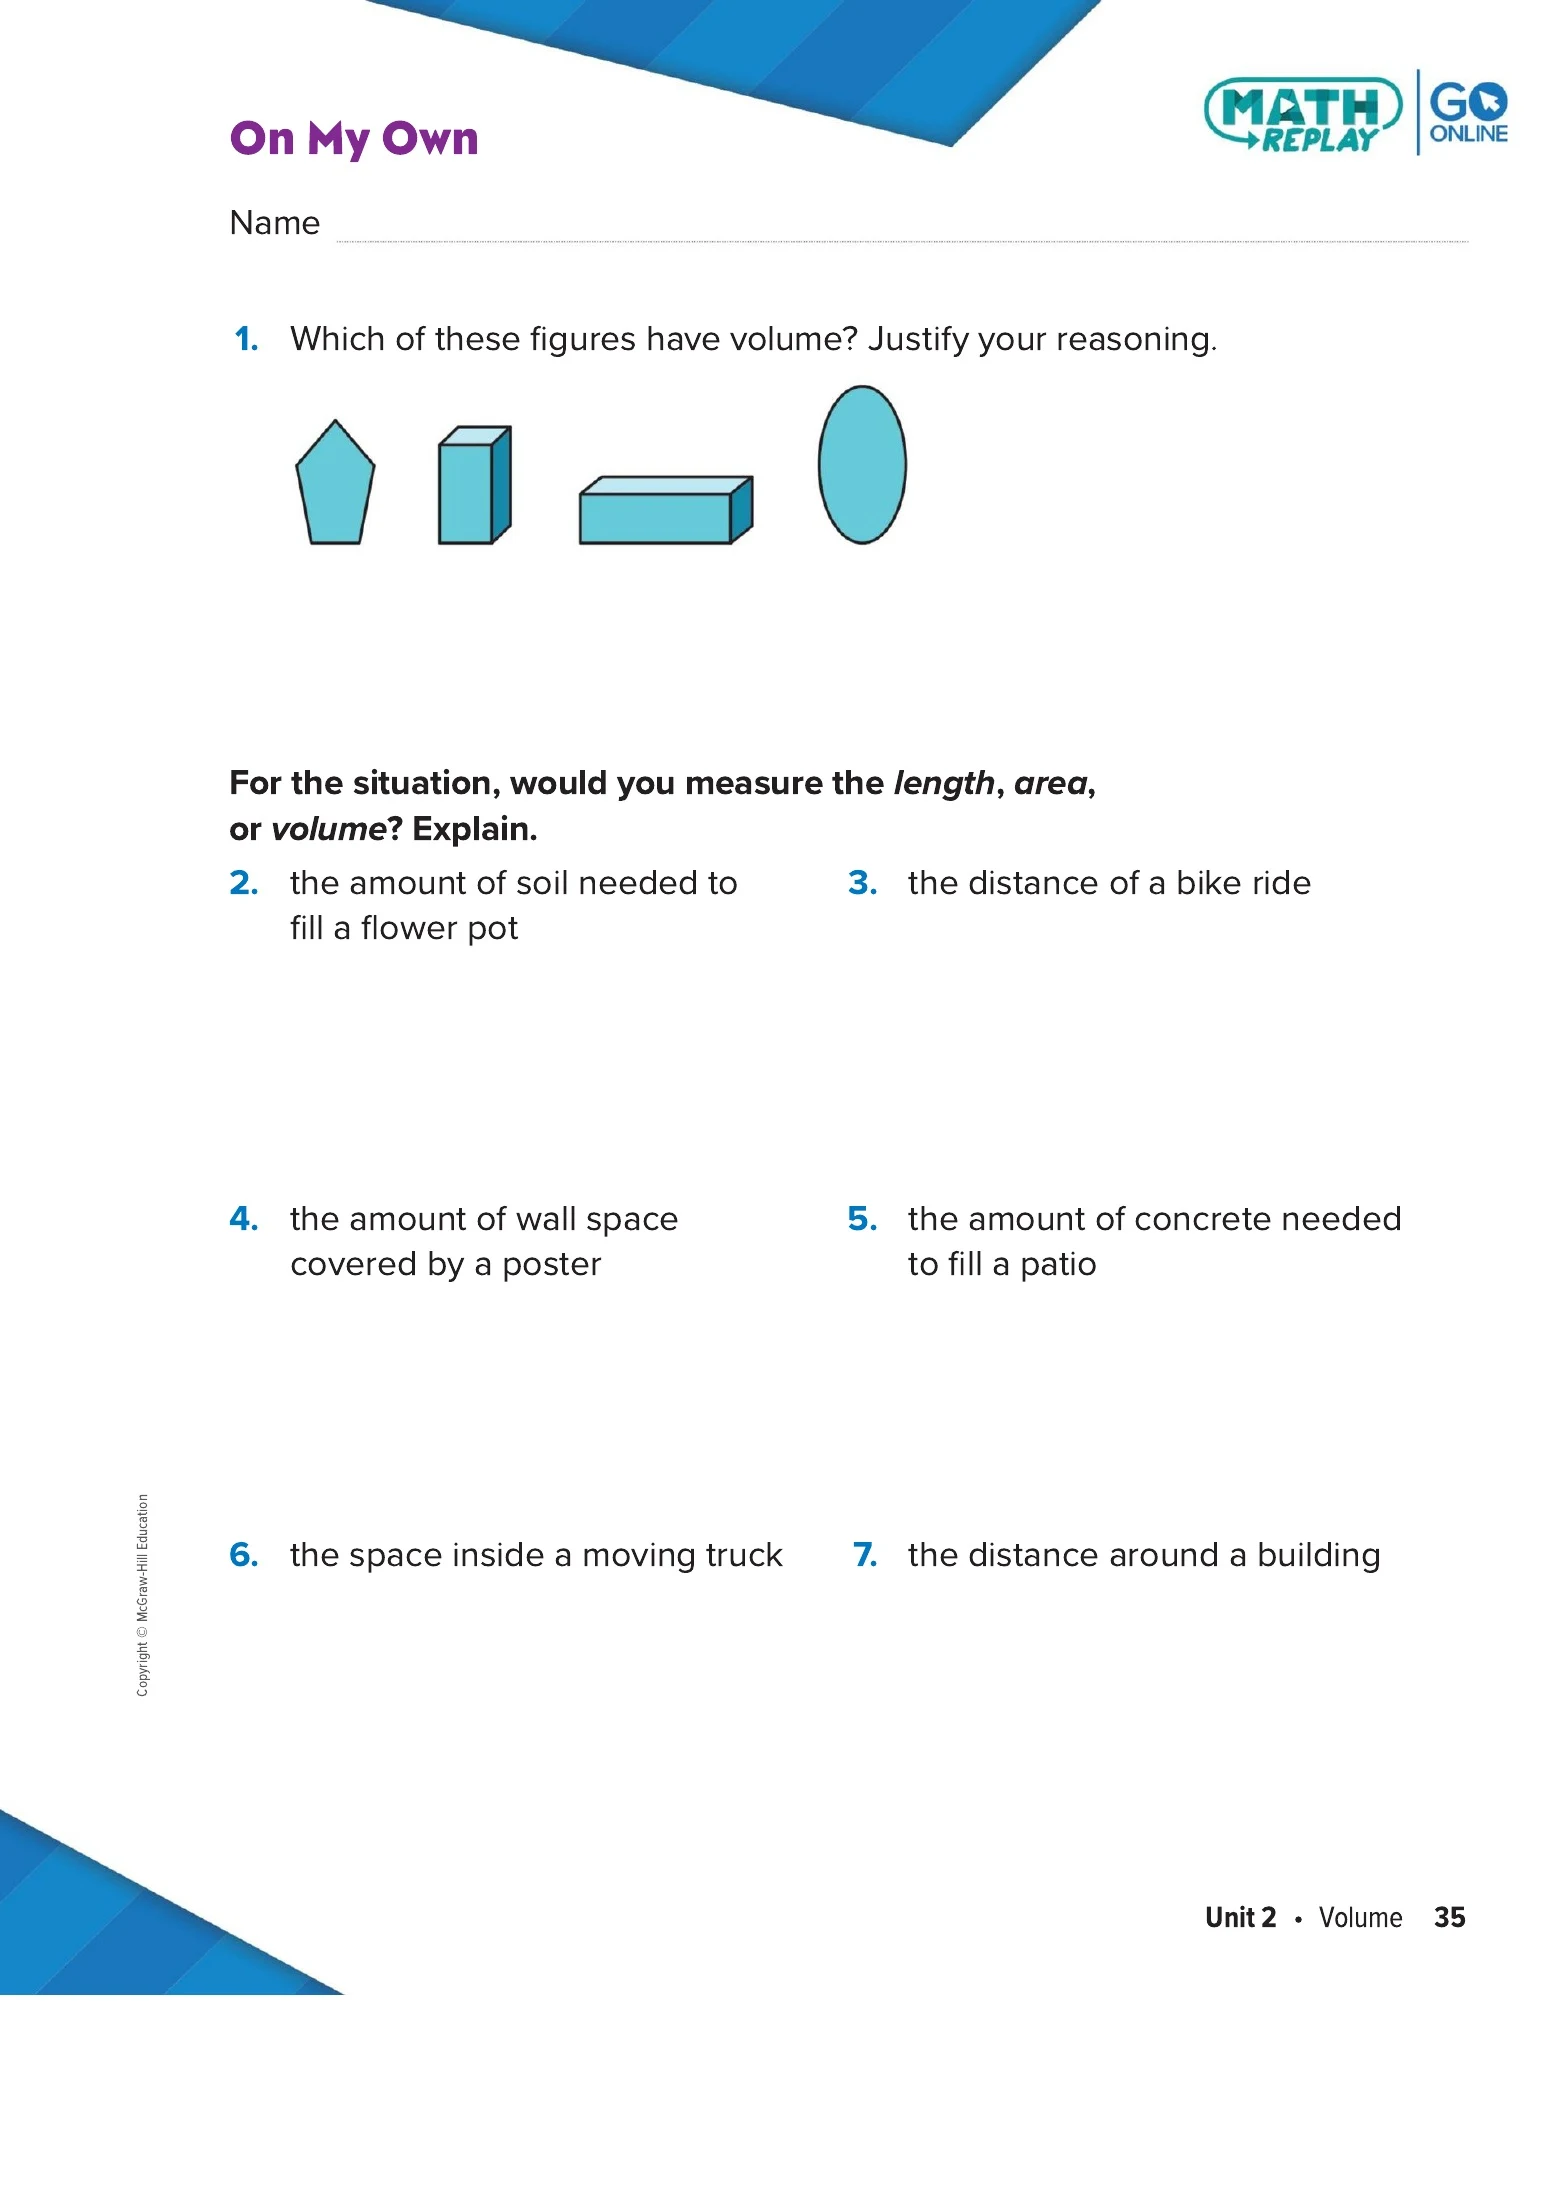 MATH
REPLAY
GO
ONLINE
On My Own
Name
1. Which of these figures have volume? Justify your reasoning.
For the situation, would you measure the length, area,
or volume? Explain.
2. the amount of soil needed to
fill a flower pot
3. the distance of a bike ride
4. the amount of wall space
covered by a poster
5. the amount of concrete needed
to fill a patio
6. the space inside a moving truck
7. the distance around a building
Copyright © McGraw-Hill Education
Unit 2 • Volume 35